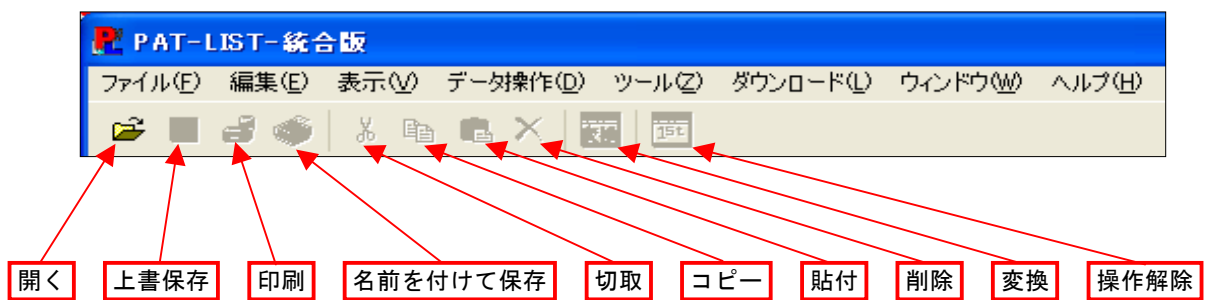 PAT-LIST-統合版
ファイル(F) 編集(E) 表示(V) データ操作(D) ツール(Z) ダウンロード(L) ウィンドウ(W) ヘルプ(H)
1st
開く 上書保存 印刷 名前を付けて保存 切取 コピー 貼付 削除 変換 操作解除